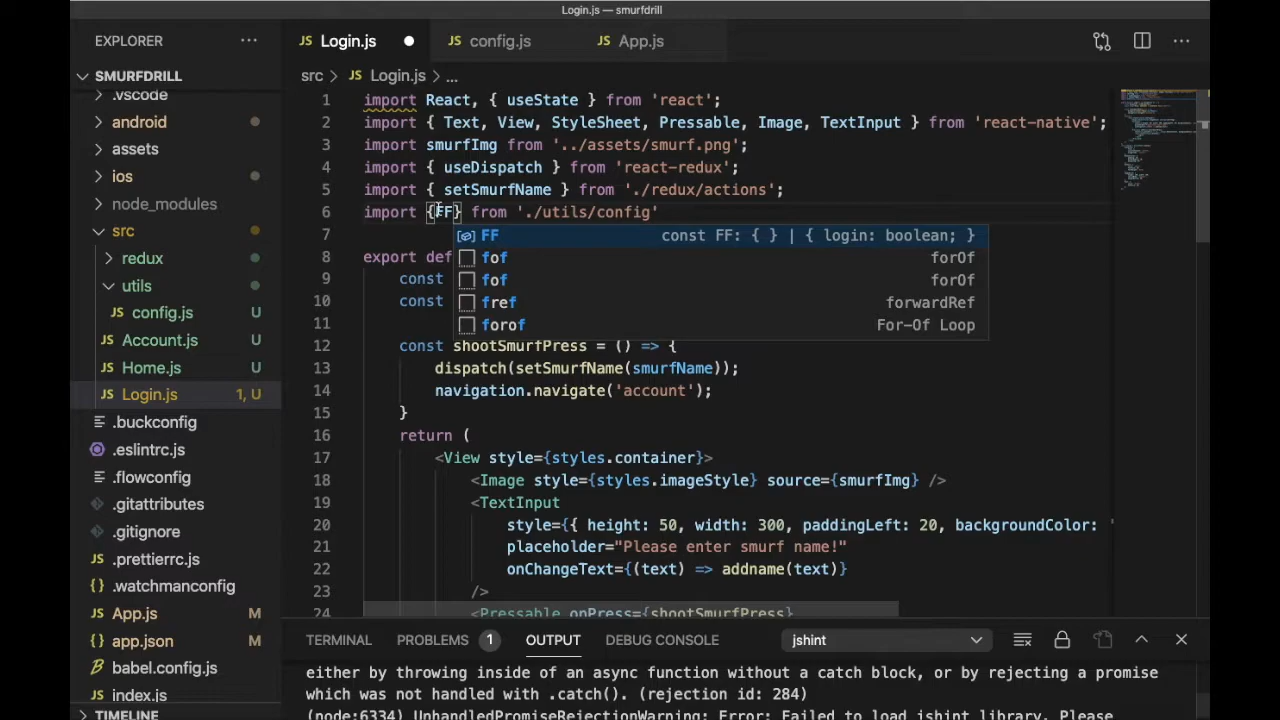 Login.js — smurfdrill
EXPLORER ···
JS Login.js
JS config.js
JS App.js
SMURFDRILL
.vscode
android
assets
ios
node_modules
src
redux
utils
JS config.js U
JS Account.js U
JS Home.js U
JS Login.js 1, U
.buckconfig
.eslintrc.js
.flowconfig
.gitattributes
.gitignore
JS .prettierrc.js
{} .watchmanconfig
JS App.js M
{} app.json M
babel.config.js
JS index.js
TIMELINE
src > JS Login.js > ...
1 import React, { useState } from 'react';
2 import { Text, View, StyleSheet, Pressable, Image, TextInput } from 'react-native';
3 import smurfImg from '../assets/smurf.png';
4 import { useDispatch } from 'react-redux';
5 import { setSmurfName } from './redux/actions';
6 import {FF} from './utils/config'
7
FF const FF: { } | { login: boolean; }
fof forOf
fof forOf
fref forwardRef
forof For-Of Loop
8 export def
9 const
10 const
11
12 const shootSmurfPress = () => {
13 dispatch(setSmurfName(smurfName));
14 navigation.navigate('account');
15 }
16 return (
17 <View style={styles.container}>
18 <Image style={styles.imageStyle} source={smurfImg} />
19 <TextInput
20 style={{ height: 50, width: 300, paddingLeft: 20, backgroundColor: '
21 placeholder="Please enter smurf name!"
22 onChangeText={(text) => addname(text)}
23 />
24 <Pressable onPress={shootSmurfPress}
TERMINAL PROBLEMS 1 OUTPUT DEBUG CONSOLE jshint
either by throwing inside of an async function without a catch block, or by rejecting a promise
which was not handled with .catch(). (rejection id: 284)
(node:6334) UnhandledPromiseRejectionWarning: Error: Failed to load jshint library. Please